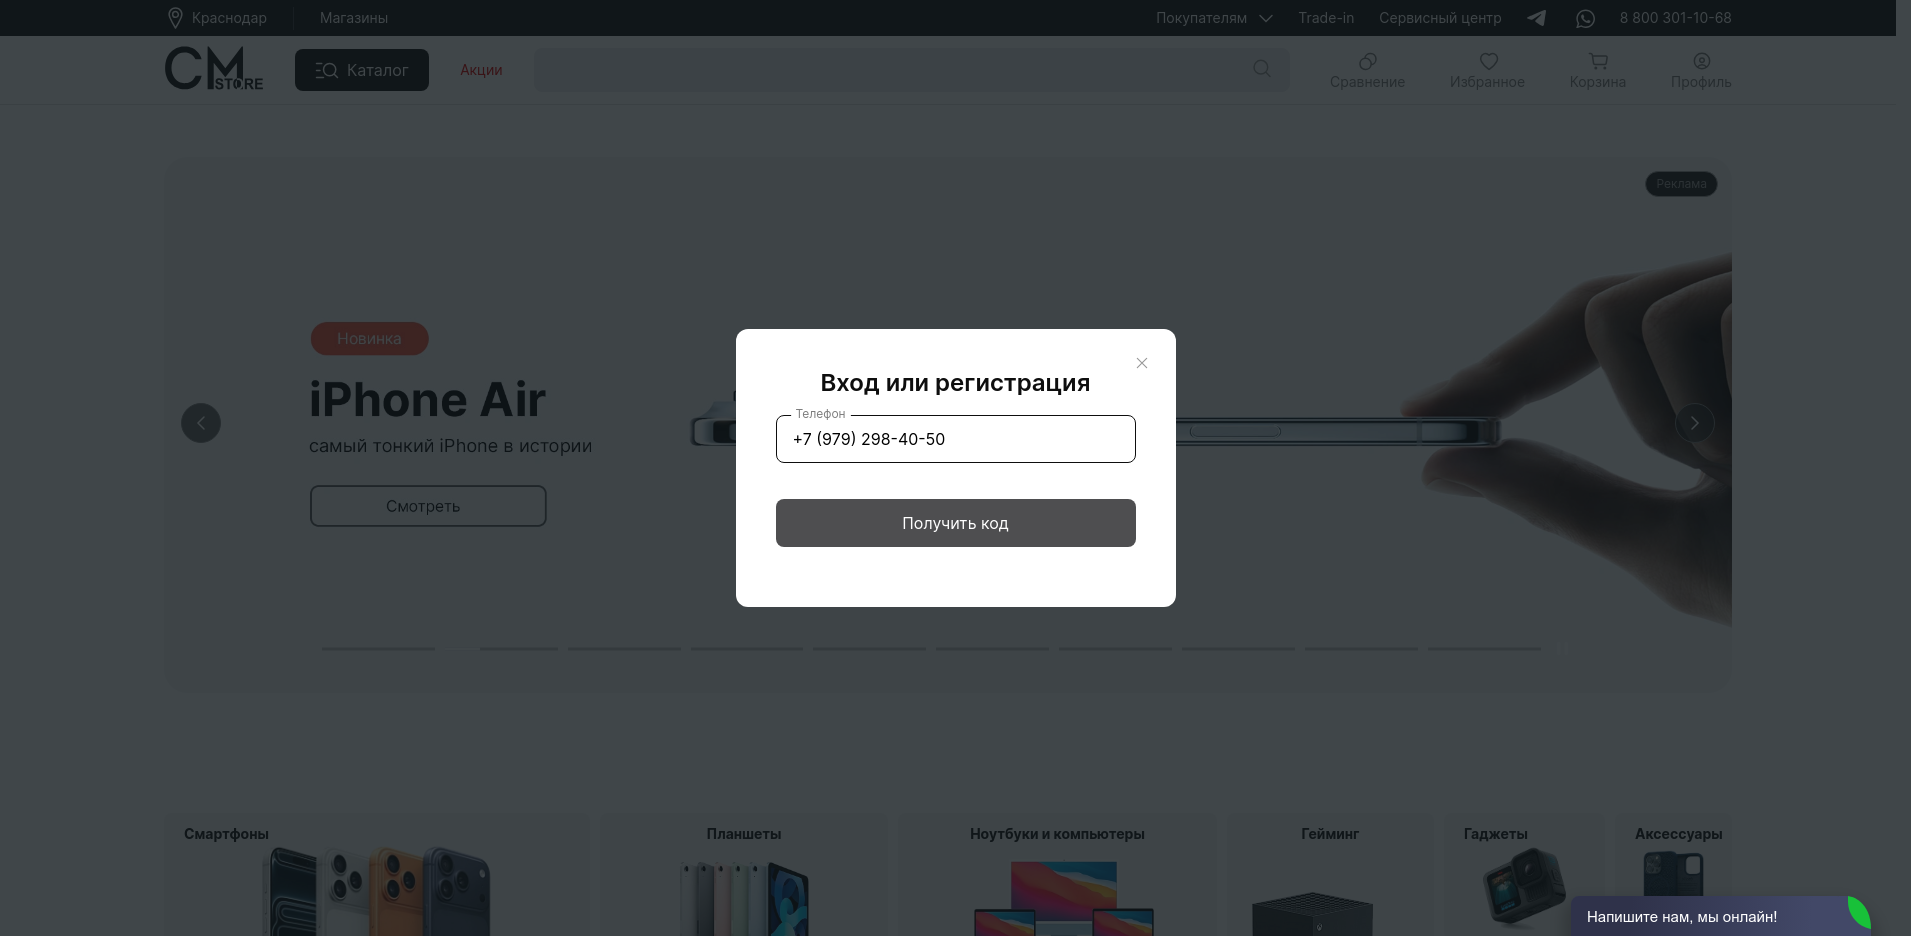 Краснодар
Магазины
Покупателям
Trade-in
Сервисный центр
8 800 301-10-68
CM STORE
Каталог
Акции
Сравнение
Избранное
Корзина
Профиль
Реклама
Новинка
iPhone Air
самый тонкий iPhone в истории
Смотреть
Вход или регистрация
Телефон
+7 (979) 298-40-50
Получить код
Смартфоны
Планшеты
Ноутбуки и компьютеры
Гейминг
Гаджеты
Аксессуары
Напишите нам, мы онлайн!